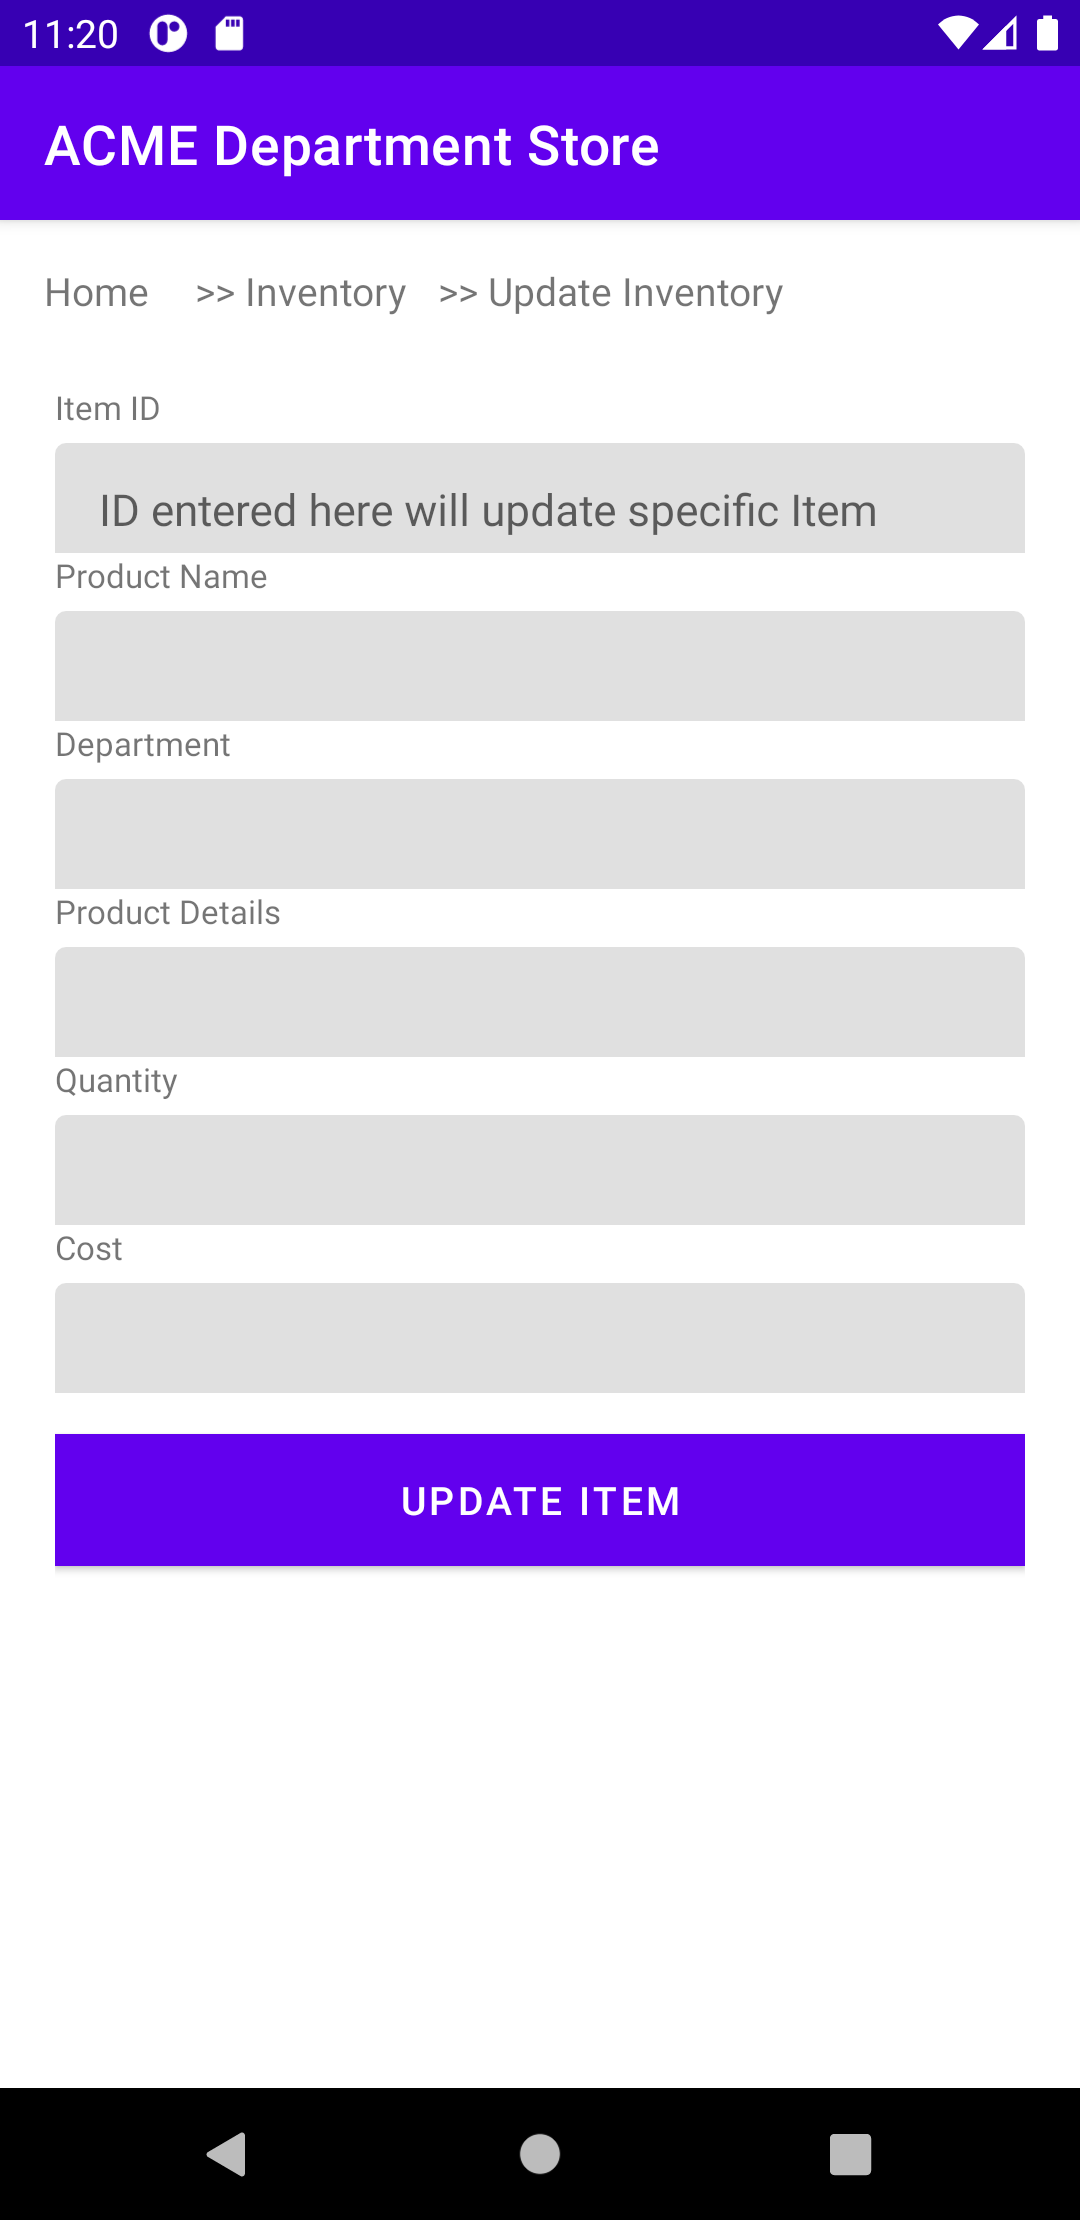 11:20
ACME Department Store
Home >> Inventory >> Update Inventory
Item ID
ID entered here will update specific Item
Product Name
Department
Product Details
Quantity
Cost
UPDATE ITEM